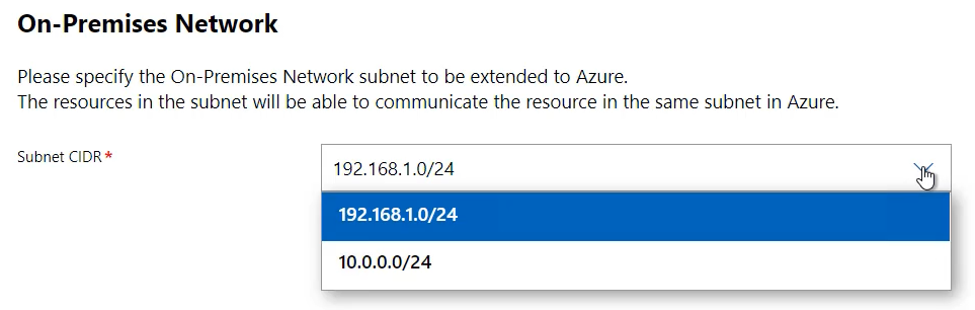 On-Premises Network
Please specify the On-Premises Network subnet to be extended to Azure.
The resources in the subnet will be able to communicate the resource in the same subnet in Azure.
Subnet CIDR *
192.168.1.0/24
192.168.1.0/24
10.0.0.0/24